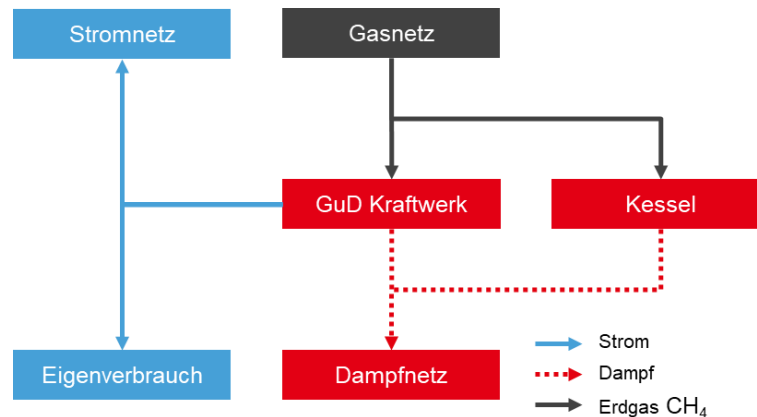 Stromnetz
Gasnetz
GuD Kraftwerk
Kessel
Eigenverbrauch
Dampfnetz
Strom
Dampf
Erdgas CH₄